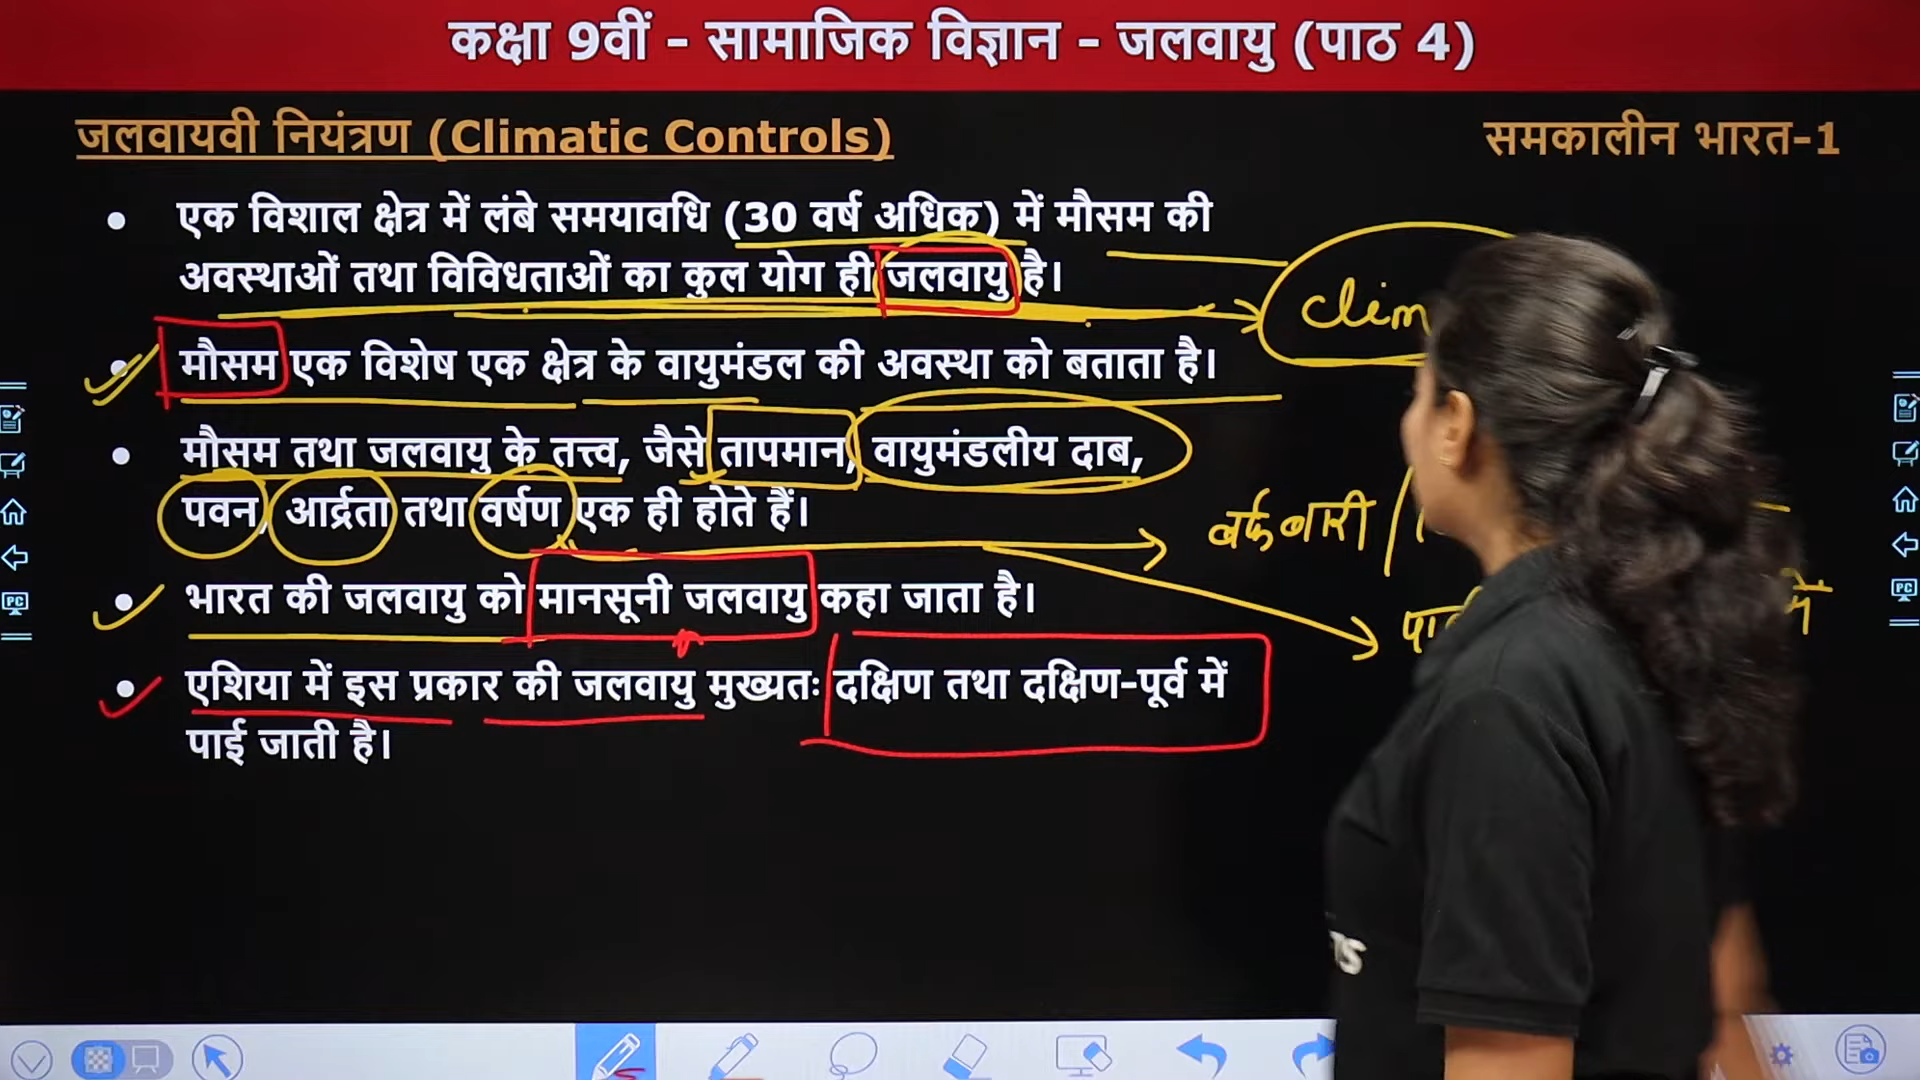 कक्षा 9वीं - सामाजिक विज्ञान - जलवायु (पाठ 4)
जलवायवी नियंत्रण (Climatic Controls)
समकालीन भारत-1
• एक विशाल क्षेत्र में लंबे समयावधि (30 वर्ष अधिक) में मौसम की
अवस्थाओं तथा विविधताओं का कुल योग ही जलवायु है।
• मौसम एक विशेष एक क्षेत्र के वायुमंडल की अवस्था को बताता है।
• मौसम तथा जलवायु के तत्त्व, जैसे तापमान, वायुमंडलीय दाब,
पवन, आर्द्रता तथा वर्षण एक ही होते हैं।
बर्फबारी /
• भारत की जलवायु को मानसूनी जलवायु कहा जाता है।
• एशिया में इस प्रकार की जलवायु मुख्यतः दक्षिण तथा दक्षिण-पूर्व में
पाई जाती है।
PC
PC